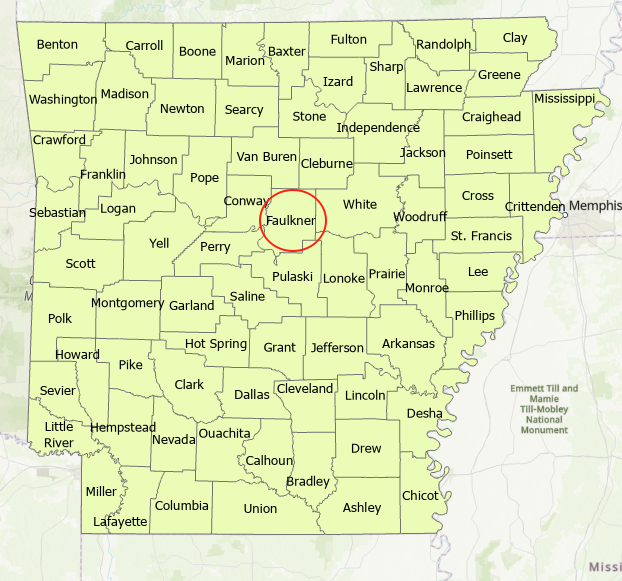 Benton
Carroll
Boone
Marion
Baxter
Fulton
Randolph
Clay
Sharp
Izard
Greene
Lawrence
Washington
Madison
Newton
Searcy
Stone
Mississippi
Independence
Craighead
Crawford
Johnson
Van Buren
Cleburne
Jackson
Poinsett
Franklin
Pope
Conway
White
Cross
Crittenden
Memphis
Sebastian
Logan
Faulkner
Woodruff
St. Francis
Yell
Perry
Scott
Pulaski
Lonoke
Prairie
Lee
Monroe
Montgomery
Garland
Saline
Phillips
Polk
Hot Spring
Grant
Jefferson
Arkansas
Howard
Pike
Sevier
Clark
Dallas
Cleveland
Lincoln
Desha
Emmett Till and
Mamie
Till-Mobley
National
Monument
Little
River
Hempstead
Nevada
Ouachita
Drew
Calhoun
Bradley
Miller
Lafayette
Columbia
Union
Ashley
Chicot
Missi